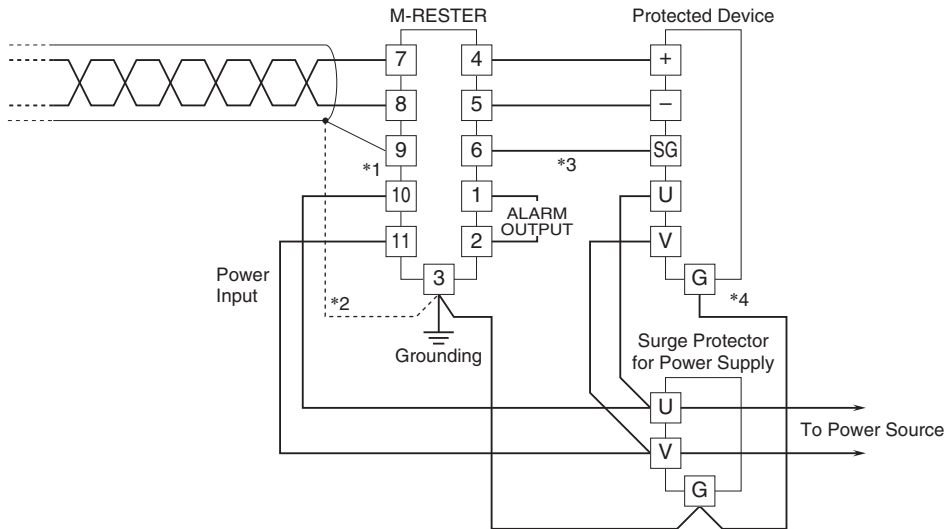 M-RESTER
Protected Device
7
4
+
8
5
–
9
6
SG
*1
*3
10
1
U
ALARM
OUTPUT
11
2
V
3
G
Power
Input
*2
*4
Grounding
Surge Protector
for Power Supply
U
To Power Source
V
G